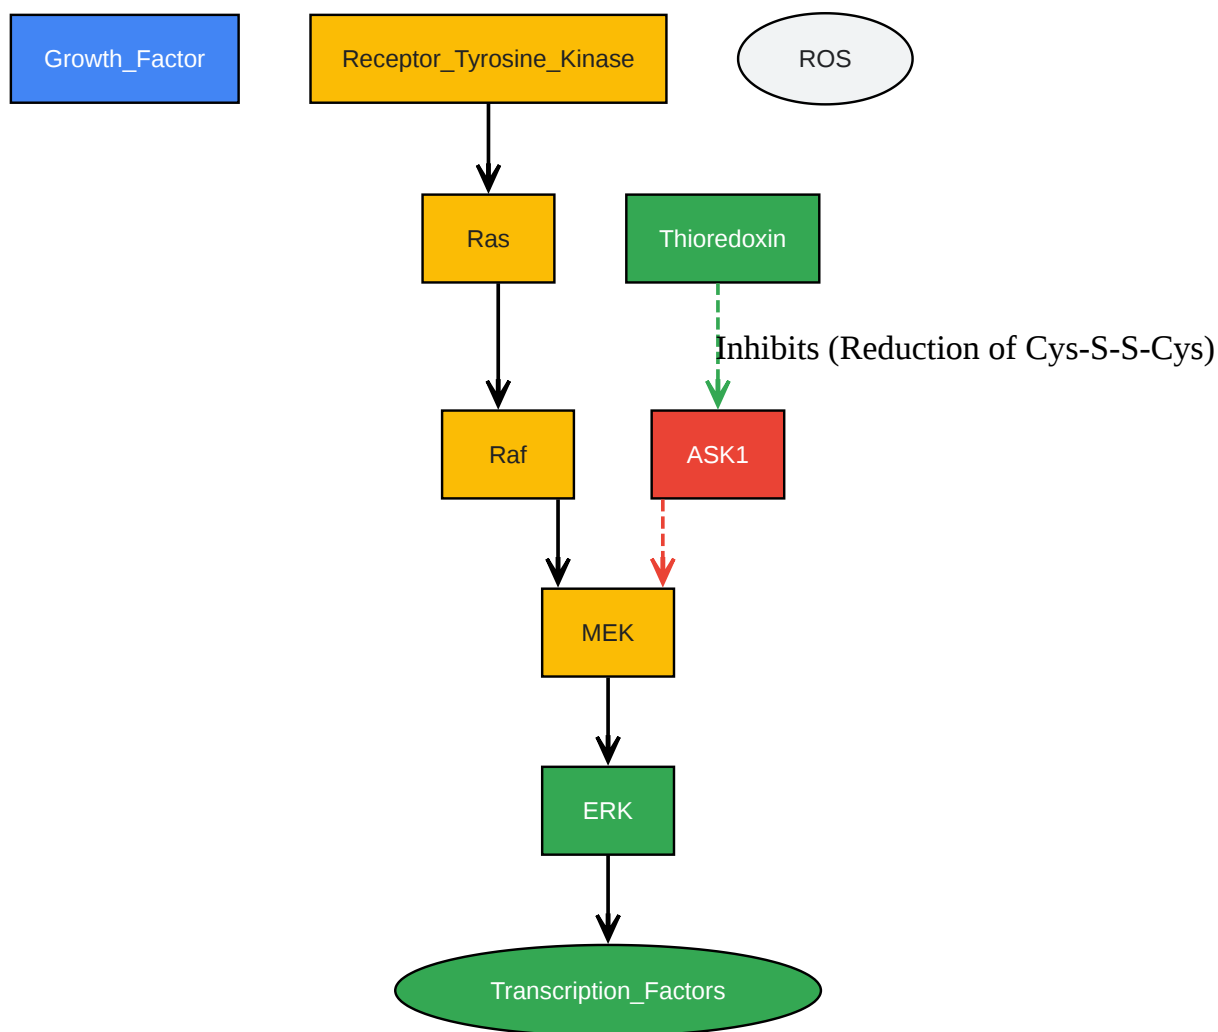 Growth_Factor
Receptor_Tyrosine_Kinase
ROS
Ras
Thioredoxin
Inhibits (Reduction of Cys-S-S-Cys)
Raf
ASK1
MEK
ERK
Transcription_Factors